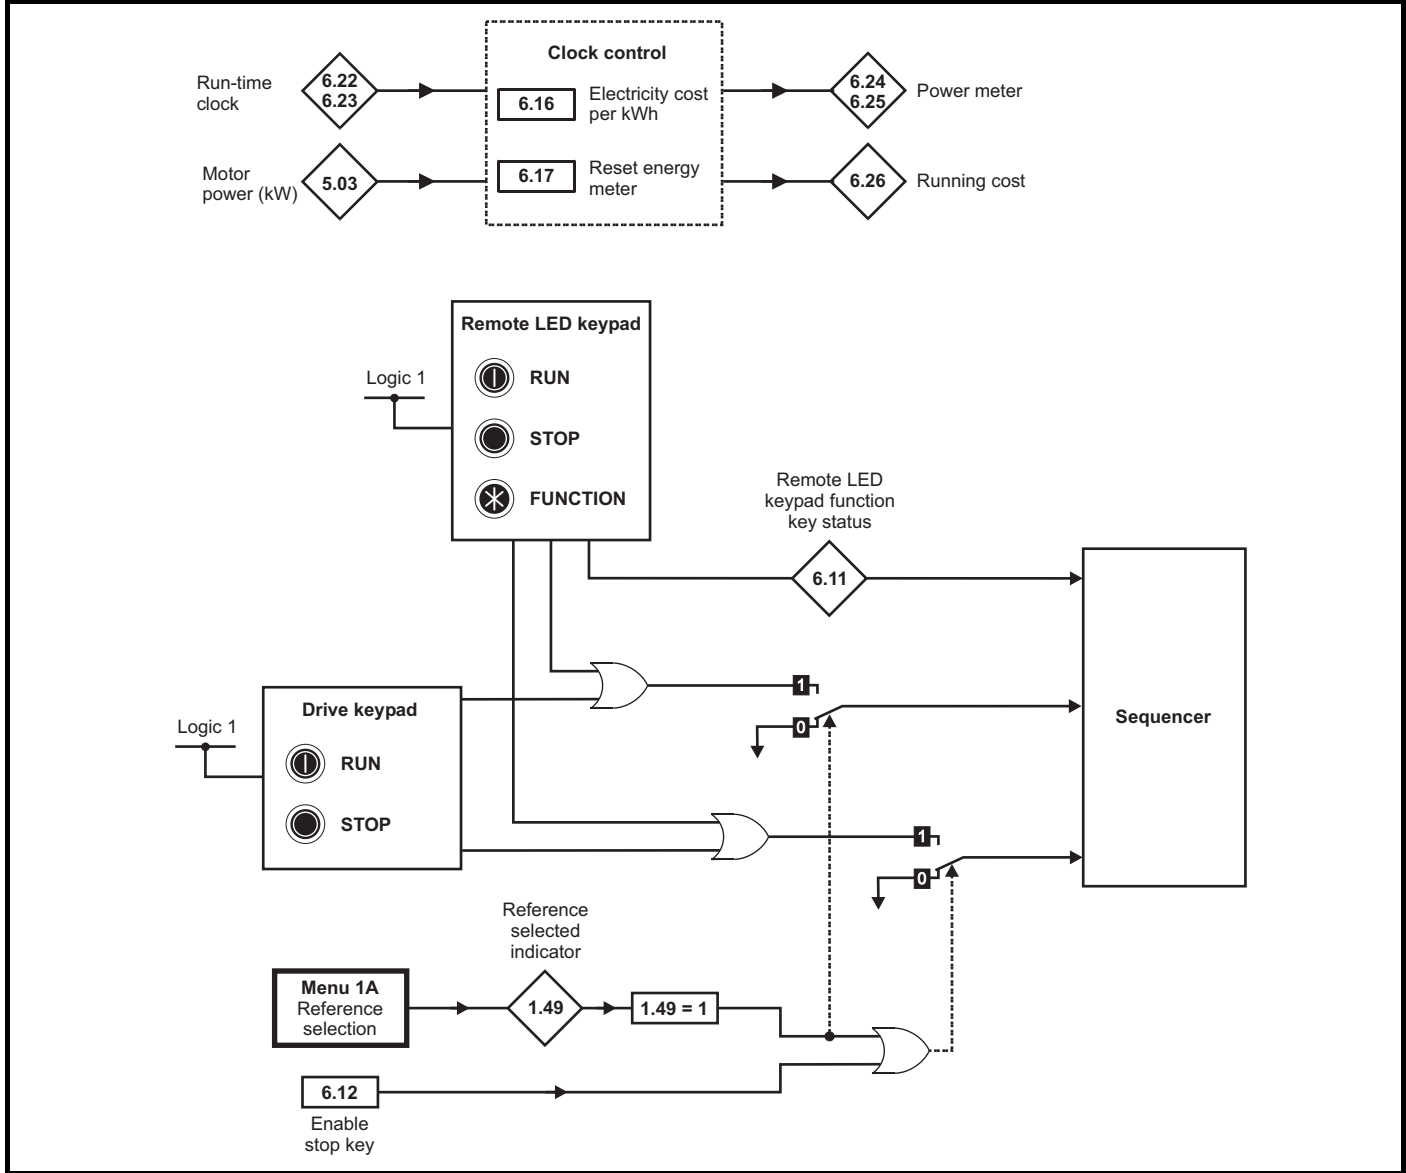 Clock control
Run-time
clock
6.22
6.23
6.16
Electricity cost
per kWh
6.24
6.25
Power meter
Motor
power (kW)
5.03
6.17
Reset energy
meter
6.26
Running cost
Remote LED keypad
Logic 1
RUN
STOP
FUNCTION
Remote LED
keypad function
key status
6.11
Drive keypad
Logic 1
RUN
STOP
1
0
Sequencer
1
0
Reference
selected
indicator
Menu 1A
Reference
selection
1.49
1.49 = 1
6.12
Enable
stop key